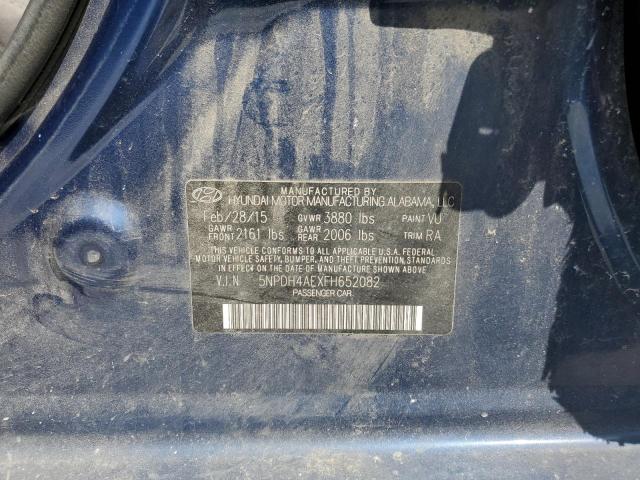 MANUFACTURED BY
HYUNDAI MOTOR MANUFACTURING ALABAMA, LLC
Feb/28/15 GVWR 3880 lbs PAINT VU
GAWR FRONT 2161 lbs GAWR REAR 2006 lbs TRIM RA
THIS VEHICLE CONFORMS TO ALL APPLICABLE U.S.A. FEDERAL
MOTOR VEHICLE SAFETY, BUMPER, AND THEFT PREVENTION STANDARDS IN
EFFECT ON THE DATE OF MANUFACTURE SHOWN ABOVE.
V.I.N 5NPDH4AEXFH652082
PASSENGER CAR